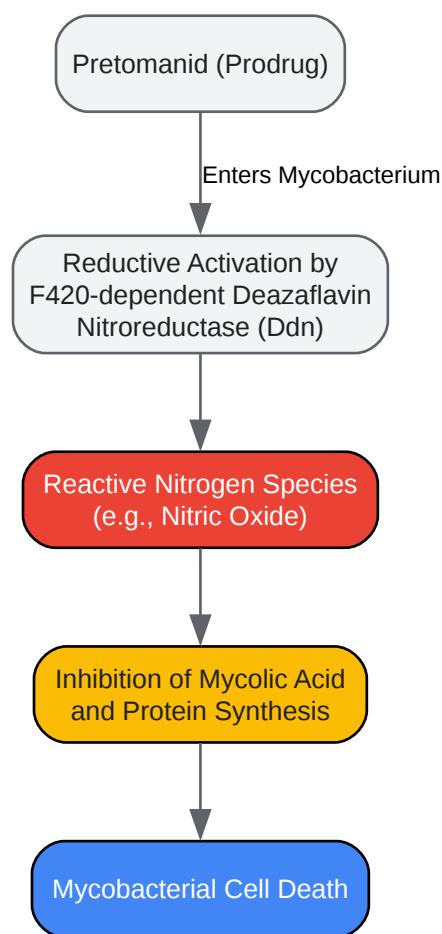 Pretomanid (Prodrug)
Enters Mycobacterium
Reductive Activation by
F420-dependent Deazaflavin
Nitroreductase (Ddn)
Reactive Nitrogen Species
(e.g., Nitric Oxide)
Inhibition of Mycolic Acid
and Protein Synthesis
Mycobacterial Cell Death